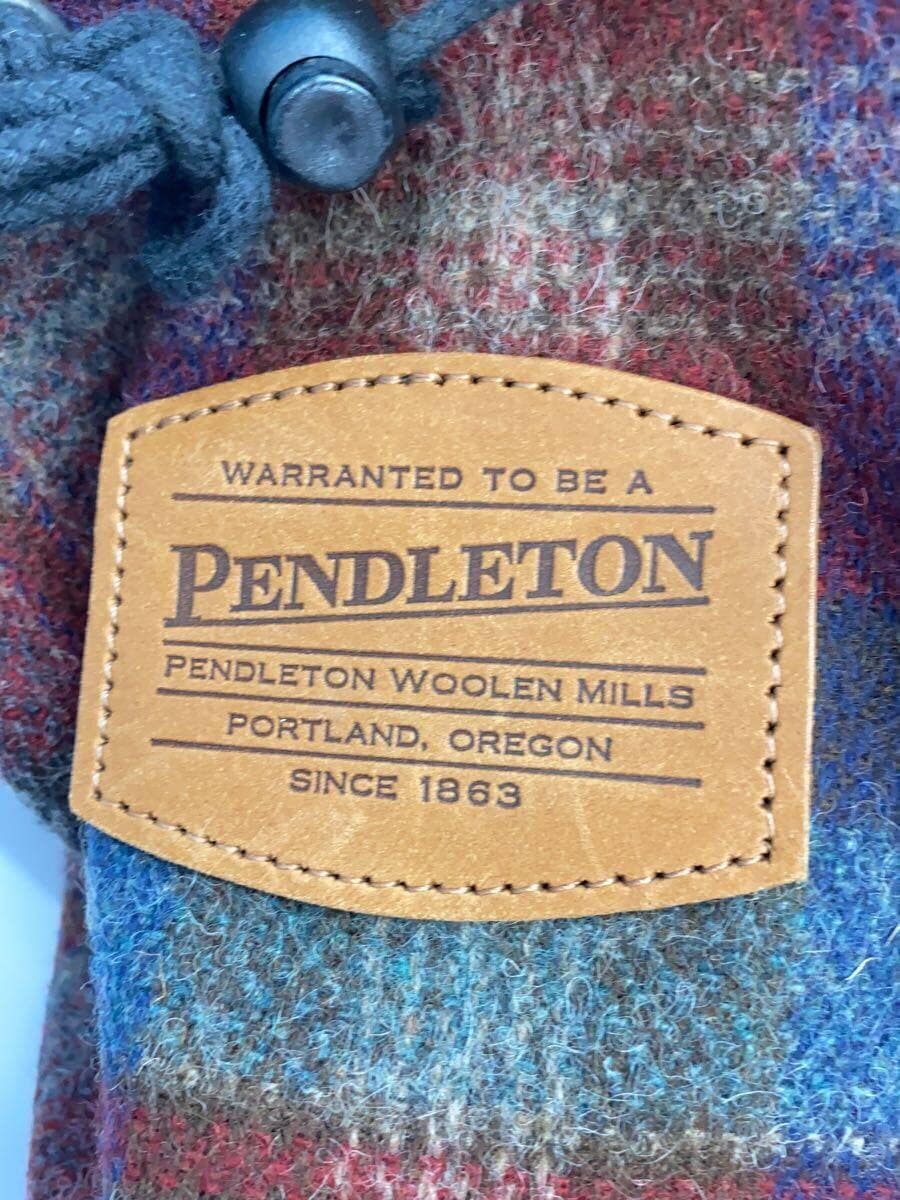 WARRANTED TO BE A
PENDLETON
PENDLETON WOOLEN MILLS
PORTLAND, OREGON
SINCE 1863